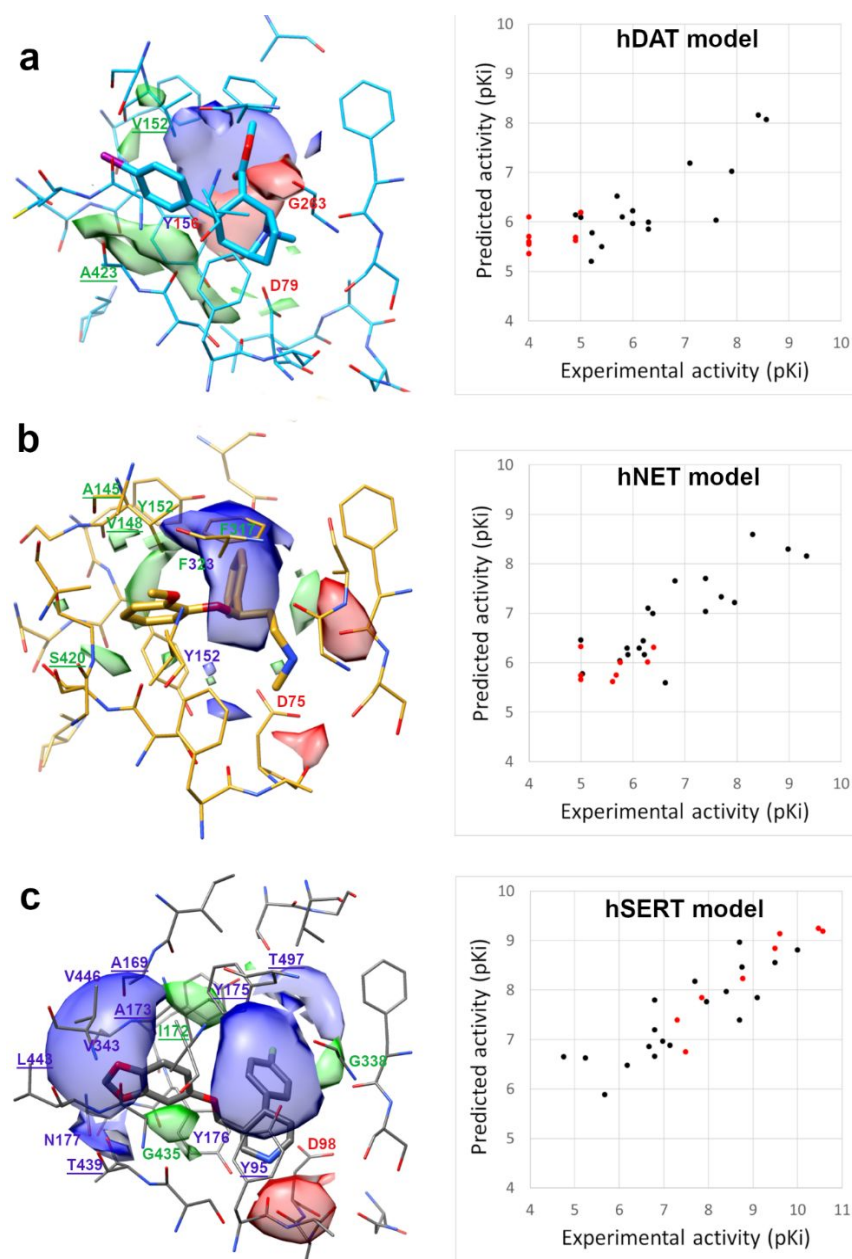 a
V152
Y156
G263
A423
D79
hDAT model
Predicted activity (pKi)
10
9
8
7
6
5
4
4 5 6 7 8 9 10
Experimental activity (pKi)
b
A145
Y152
V148
F317
F323
S420
Y152
D75
hNET model
Predicted activity (pKi)
10
9
8
7
6
5
4
4 5 6 7 8 9 10
Experimental activity (pKi)
c
A169
T497
V446
Y175
A173
I172
V343
L443
G338
N177
Y176
G435
D98
T439
Y95
hSERT model
Predicted activity (pKi)
10
9
8
7
6
5
4
4 5 6 7 8 9 10 11
Experimental activity (pKi)